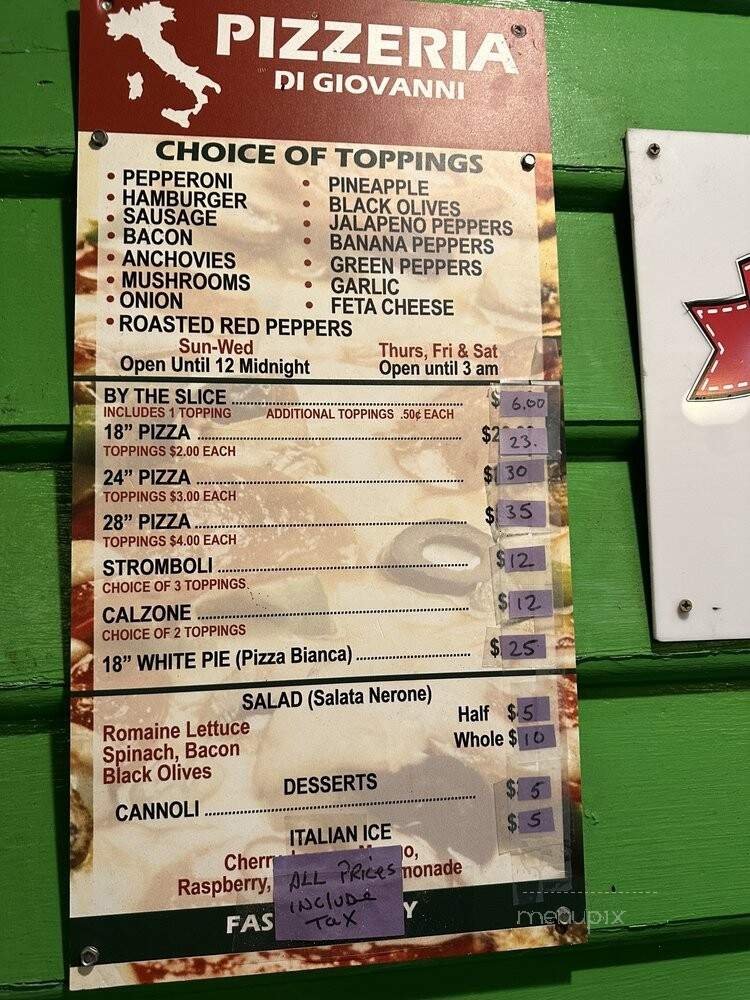 PIZZERIA
DI GIOVANNI
CHOICE OF TOPPINGS
• PEPPERONI
• HAMBURGER
• SAUSAGE
• BACON
• ANCHOVIES
• MUSHROOMS
• ONION
• ROASTED RED PEPPERS
• PINEAPPLE
• BLACK OLIVES
• JALAPENO PEPPERS
• BANANA PEPPERS
• GREEN PEPPERS
• GARLIC
• FETA CHEESE
Sun-Wed
Open Until 12 Midnight
Thurs, Fri & Sat
Open until 3 am
BY THE SLICE $ 6.00
INCLUDES 1 TOPPING ADDITIONAL TOPPINGS .50¢ EACH
18" PIZZA $2 23.
TOPPINGS $2.00 EACH
24" PIZZA $ 30
TOPPINGS $3.00 EACH
28" PIZZA $ 35
TOPPINGS $4.00 EACH
STROMBOLI $ 12
CHOICE OF 3 TOPPINGS
CALZONE $ 12
CHOICE OF 2 TOPPINGS
18" WHITE PIE (Pizza Bianca) $ 25
SALAD (Salata Nerone)
Romaine Lettuce
Spinach, Bacon
Black Olives
Half $5
Whole $10
DESSERTS
CANNOLI $ 5
$ 5
ITALIAN ICE
Cherry
Raspberry,
ALL PRICES
INCLUDE
TAX
FAS Y
menupix